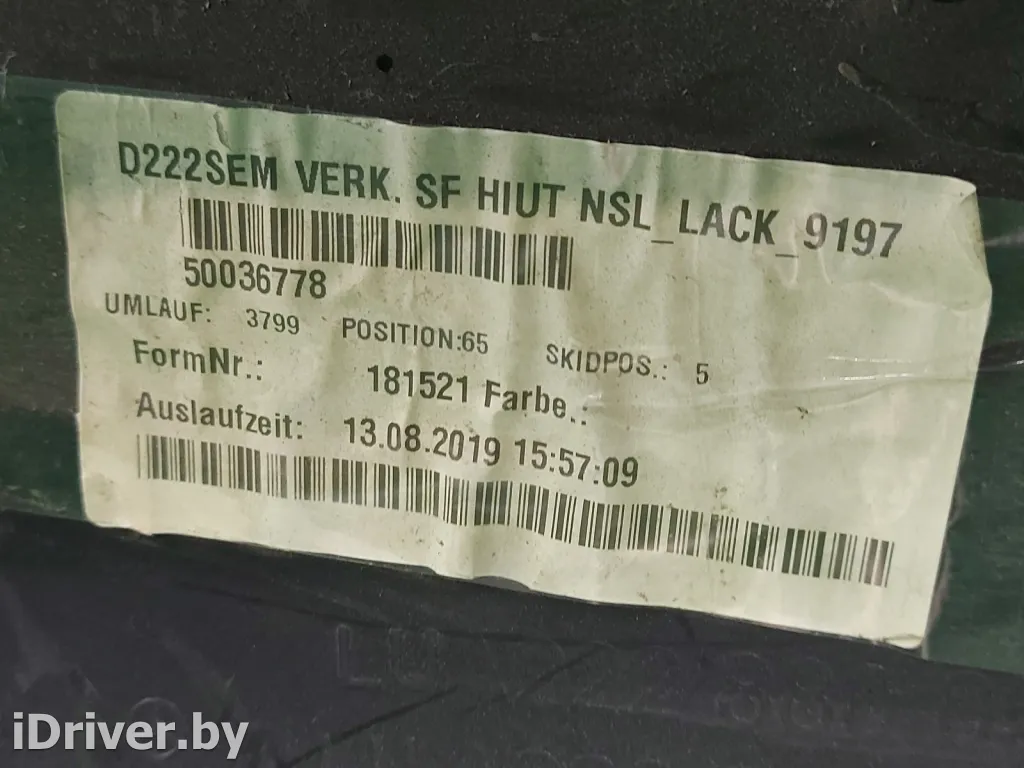 D222SEM VERK. SF HIUT NSL_LACK_9197
50036778
UMLAUF: 3799 POSITION:65 SKIDPOS.: 5
FormNr.: 181521 Farbe.:
Auslaufzeit: 13.08.2019 15:57:09
iDriver.by